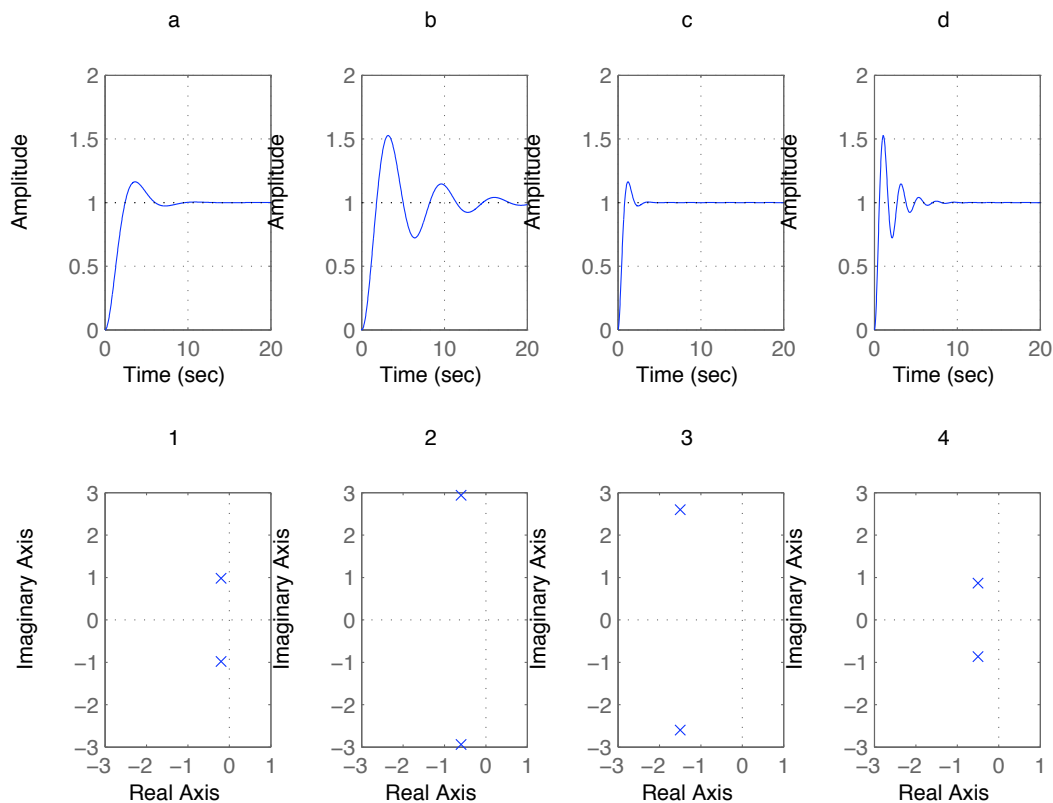 a b c d
2 2 2 2
1.5 1.5 1.5 1.5
1 1 1 1
0.5 0.5 0.5 0.5
0 0 0 0
0 10 20 0 10 20 0 10 20 0 10 20
Time (sec) Time (sec) Time (sec) Time (sec)
Amplitude Amplitude Amplitude Amplitude
1 2 3 4
3 3 3 3
2 2 2 2
1 1 1 1
0 0 0 0
−1 −1 −1 −1
−2 −2 −2 −2
−3 −3 −3 −3
−3 −2 −1 0 1 −3 −2 −1 0 1 −3 −2 −1 0 1 −3 −2 −1 0 1
Real Axis Real Axis Real Axis Real Axis
Imaginary Axis Imaginary Axis Imaginary Axis Imaginary Axis